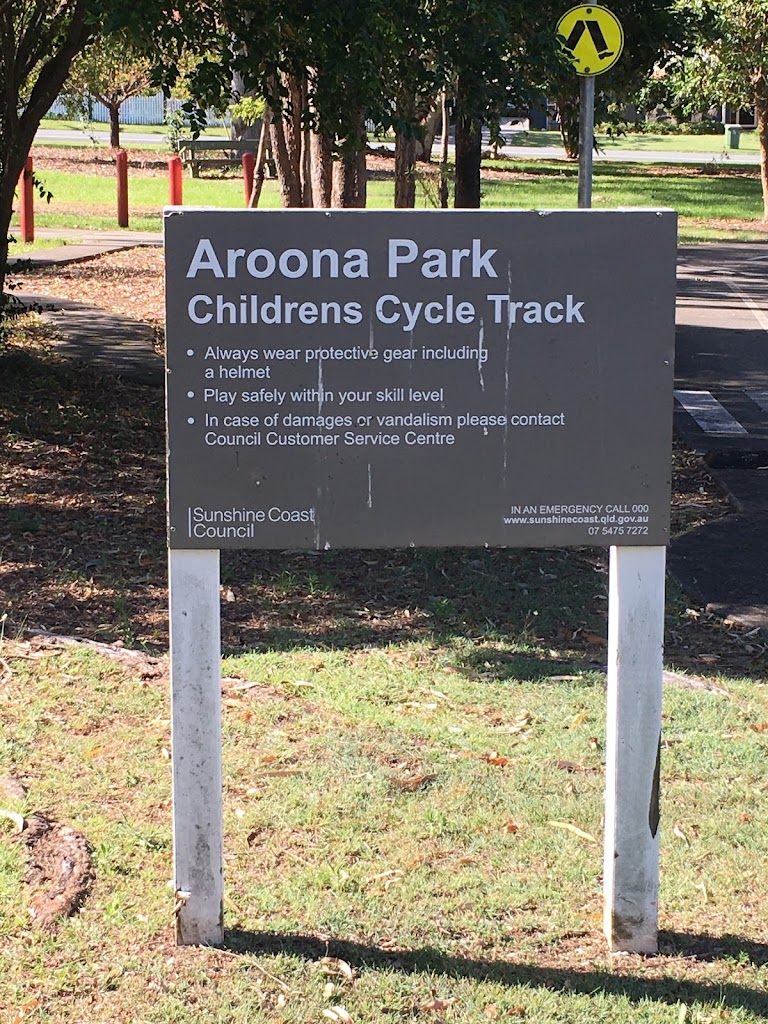 Aroona Park
Childrens Cycle Track
• Always wear protective gear including
a helmet
• Play safely within your skill level
• In case of damages or vandalism please contact
Council Customer Service Centre
Sunshine Coast
Council
IN AN EMERGENCY CALL 000
www.sunshinecoast.qld.gov.au
07 5475 7272